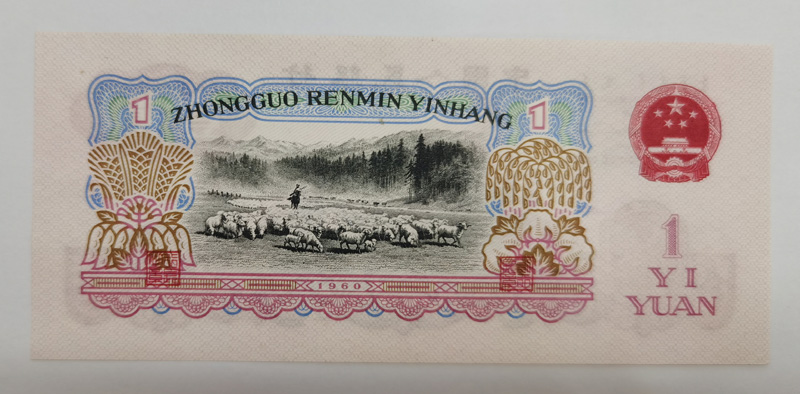 1
ZHONGGUO RENMIN YINHANG
1
1960
1
YI
YUAN